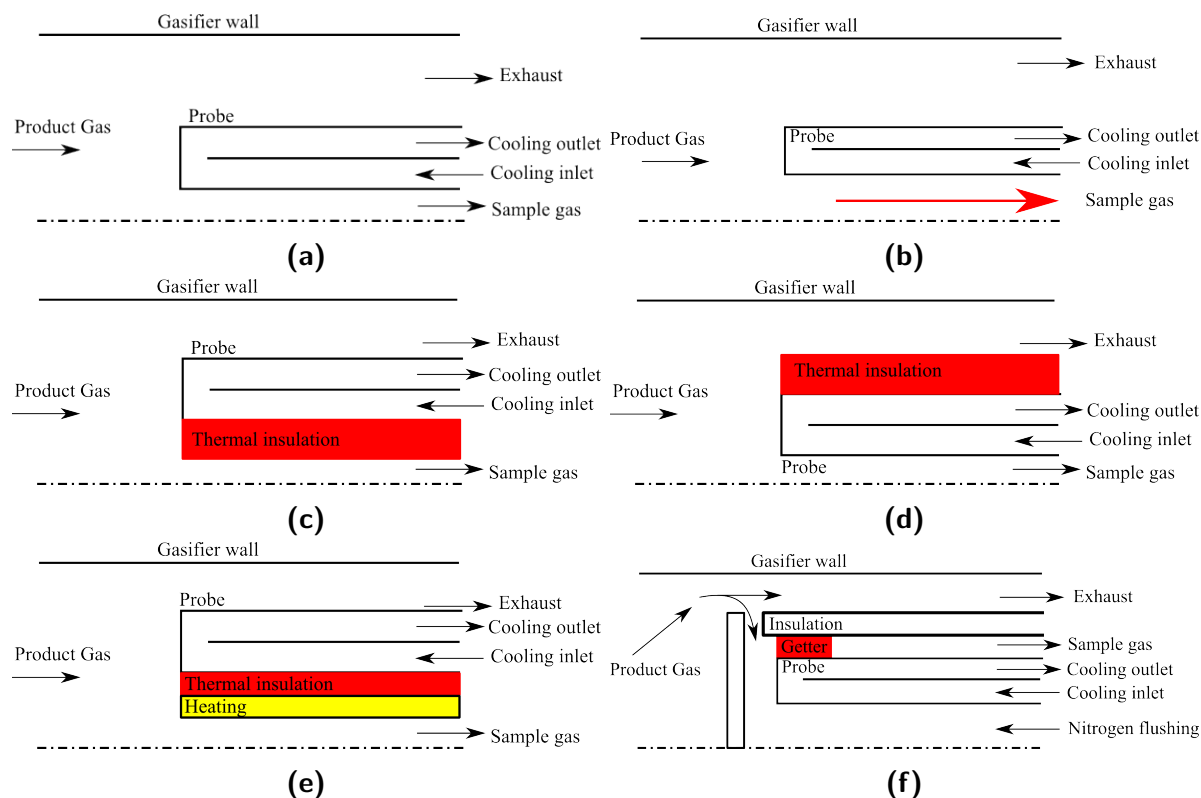 Gasifier wall
Exhaust
Probe
Product Gas
Cooling outlet
Cooling inlet
Sample gas
(a)
Gasifier wall
Exhaust
Probe
Product Gas
Cooling outlet
Cooling inlet
Sample gas
(b)
Gasifier wall
Exhaust
Probe
Cooling outlet
Product Gas
Cooling inlet
Thermal insulation
Sample gas
(c)
Gasifier wall
Exhaust
Thermal insulation
Product Gas
Cooling outlet
Cooling inlet
Probe
Sample gas
(d)
Gasifier wall
Probe
Exhaust
Cooling outlet
Product Gas
Cooling inlet
Thermal insulation
Heating
Sample gas
(e)
Gasifier wall
Exhaust
Insulation
Getter
Sample gas
Product Gas
Probe
Cooling outlet
Cooling inlet
Nitrogen flushing
(f)